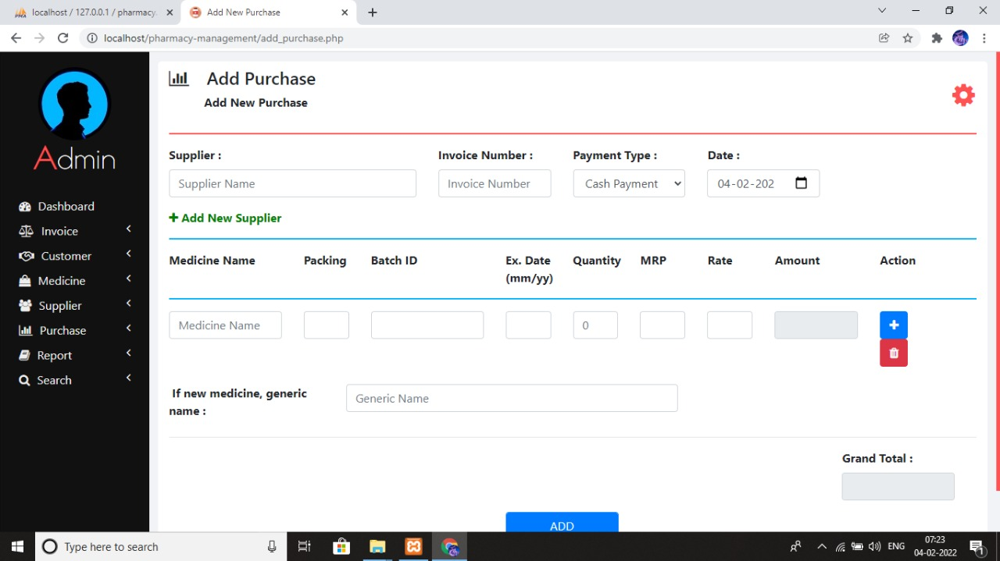 localhost / 127.0.0.1 / pharmacy.
Add New Purchase
localhost/pharmacy-management/add_purchase.php
Admin
Dashboard
Invoice
Customer
Medicine
Supplier
Purchase
Report
Search
Add Purchase
Add New Purchase
Supplier : Invoice Number : Payment Type : Date :
Supplier Name Invoice Number Cash Payment 04-02-202
Add New Supplier
Medicine Name Packing Batch ID Ex. Date Quantity MRP Rate Amount Action
(mm/yy)
Medicine Name 0
If new medicine, generic
name :
Generic Name
Grand Total :
ADD
Type here to search
ENG
07:23
04-02-2022
1